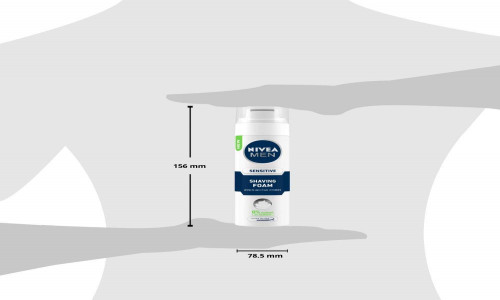 NIVEA
MEN
SENSITIVE
SHAVING
FOAM
156 mm
78.5 mm